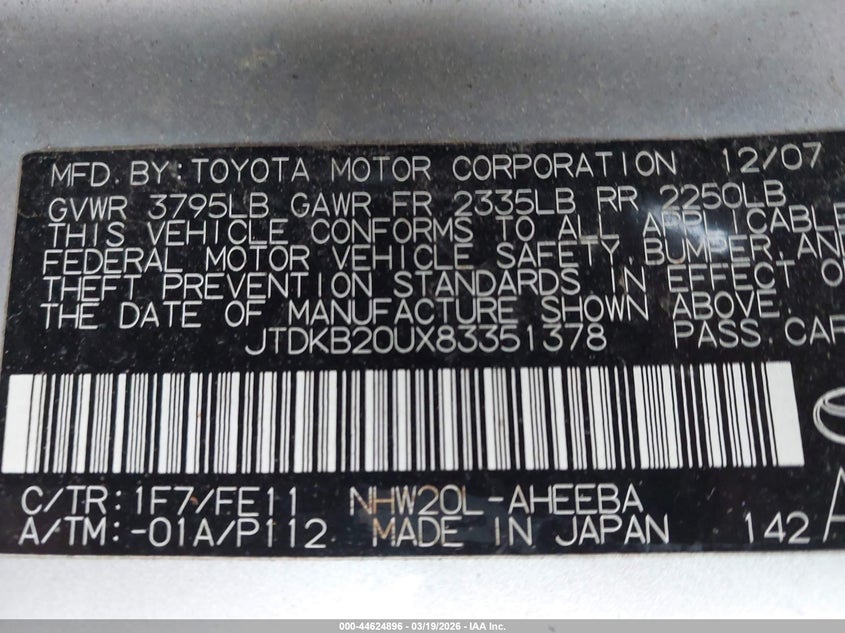 MFD. BY: TOYOTA MOTOR CORPORATION 12/07
GVWR 3795LB GAWR FR 2335LB RR 2250LB
THIS VEHICLE CONFORMS TO ALL APPLICABLE
FEDERAL MOTOR VEHICLE SAFETY, BUMPER, AND
THEFT PREVENTION STANDARDS IN EFFECT O
THE DATE OF MANUFACTURE SHOWN ABOVE.
JTDKB20UX83351378 PASS. CAR
C/TR: 1F7/FE11 NHW20L-AHEEBA
A/TM: -01A/P112 MADE IN JAPAN 142
000-44624896 | 03/19/2026 | IAA Inc.